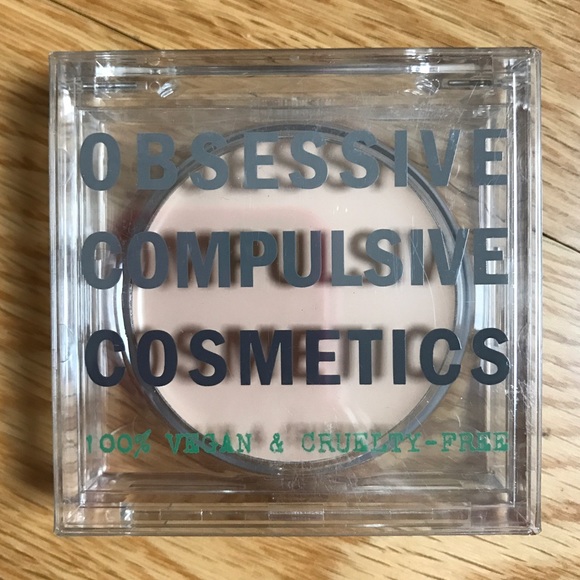 OBSESSIVE
COMPULSIVE
COSMETICS
100% VEGAN & CRUELTY-FREE